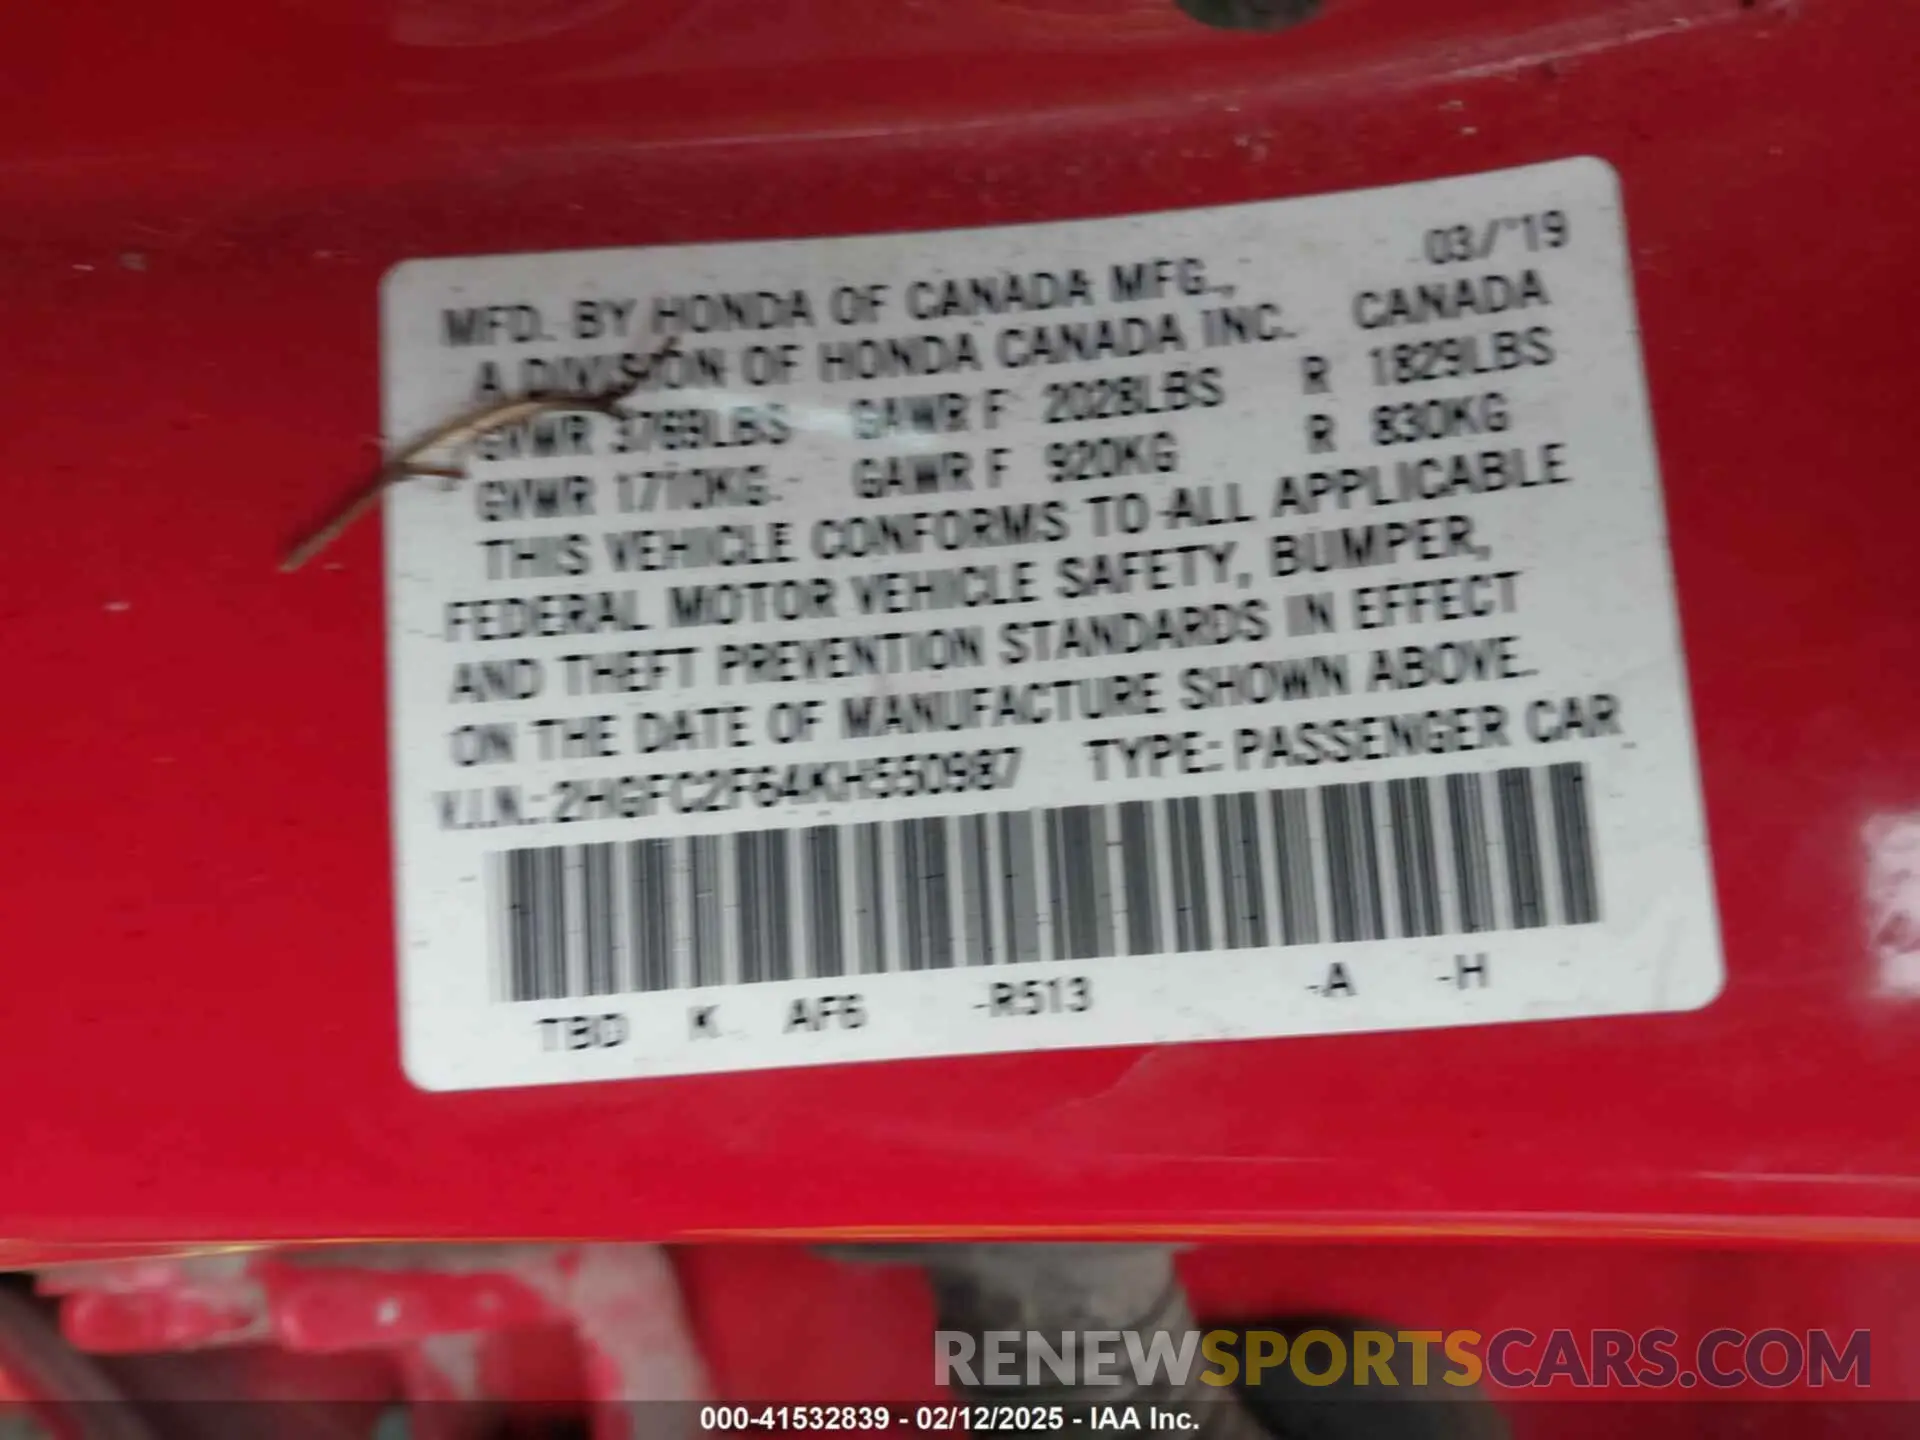 03/'19
MFD. BY HONDA OF CANADA MFG.,
A DIVISION OF HONDA CANADA INC. CANADA
GVWR 3769LBS GAWR F 2028LBS R 1829LBS
GVWR 1710KG GAWR F 920KG R 830KG
THIS VEHICLE CONFORMS TO ALL APPLICABLE
FEDERAL MOTOR VEHICLE SAFETY, BUMPER,
AND THEFT PREVENTION STANDARDS IN EFFECT
ON THE DATE OF MANUFACTURE SHOWN ABOVE.
V.I.N.: 2HGFC2F64KH550987 TYPE: PASSENGER CAR
TBD K AF6 -R513 -A -H
RENEWSPORTSCARS.COM
000-41532839 - 02/12/2025 - IAA Inc.